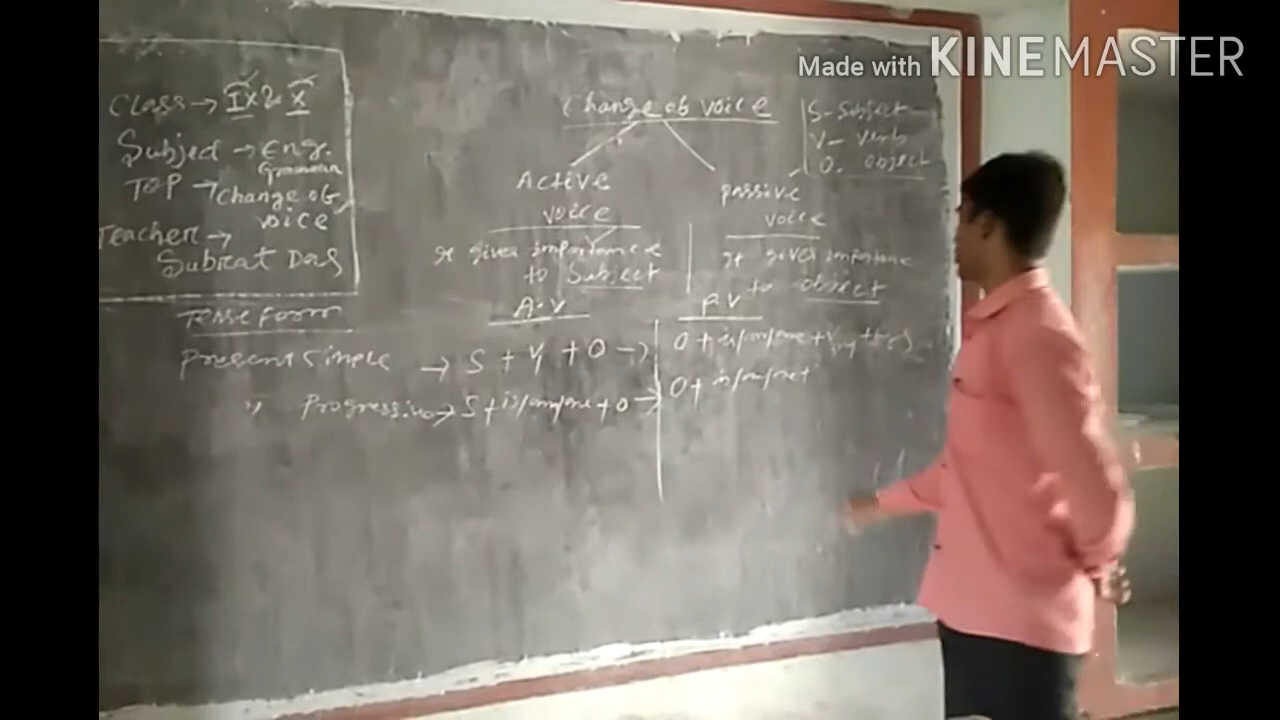 Made with KINEMASTER
Class → IX & X
Subject → Eng.
Grammar
TOP → Change of
voice
Teacher →
Subrat Das
Change of voice
S - Subject
V - Verb
O. Object
Active
voice
It gives importance
to Subject
A.V
passive
voice
It gives importance
to object
P.V
Tense form
Present Simple → S + V1 + O →
O + is/am/are +
" Progressive → S + is/am/are + O →
O + is/am/are +